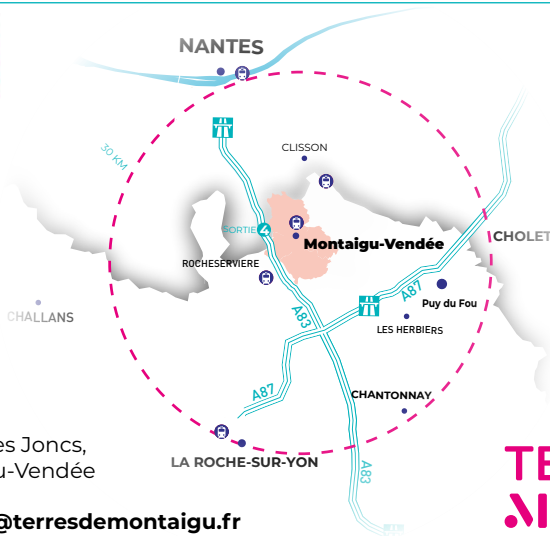 NANTES
30 KM
CLISSON
SORTIE 4
Montaigu-Vendée
CHOLET
ROCHESERVIERE
A87
Puy du Fou
CHALLANS
A83
LES HERBIERS
A87
CHANTONNAY
es Joncs,
LA ROCHE-SUR-YON
A83
u-Vendée
TE
M
@terresdemontaigu.fr